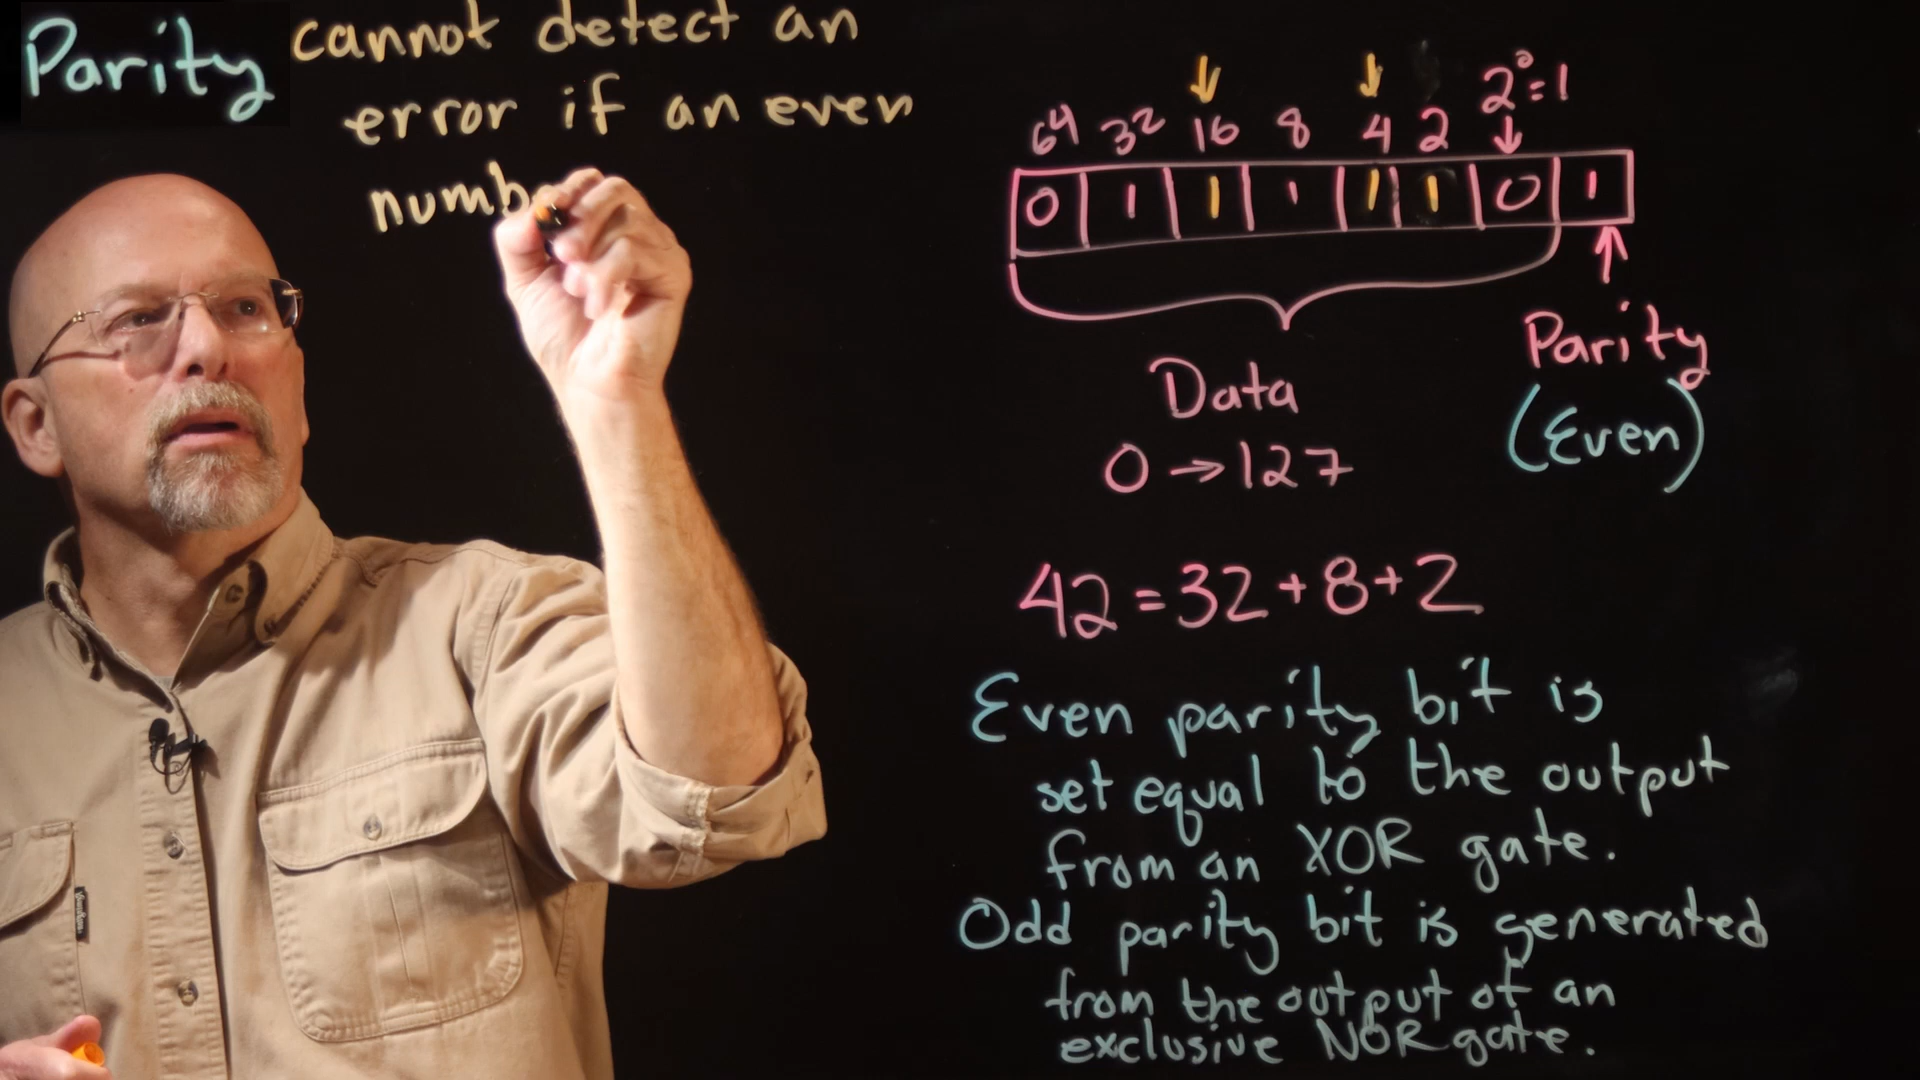 Parity cannot detect an
error if an even
numb
2⁰=1
64 32 16 8 4 2
0 1 1 1 1 1 0 1
Data
0→127
Parity
(Even)
42=32+8+2
Even parity bit is
set equal to the output
from an XOR gate.
Odd parity bit is generated
from the output of an
exclusive NOR gate.